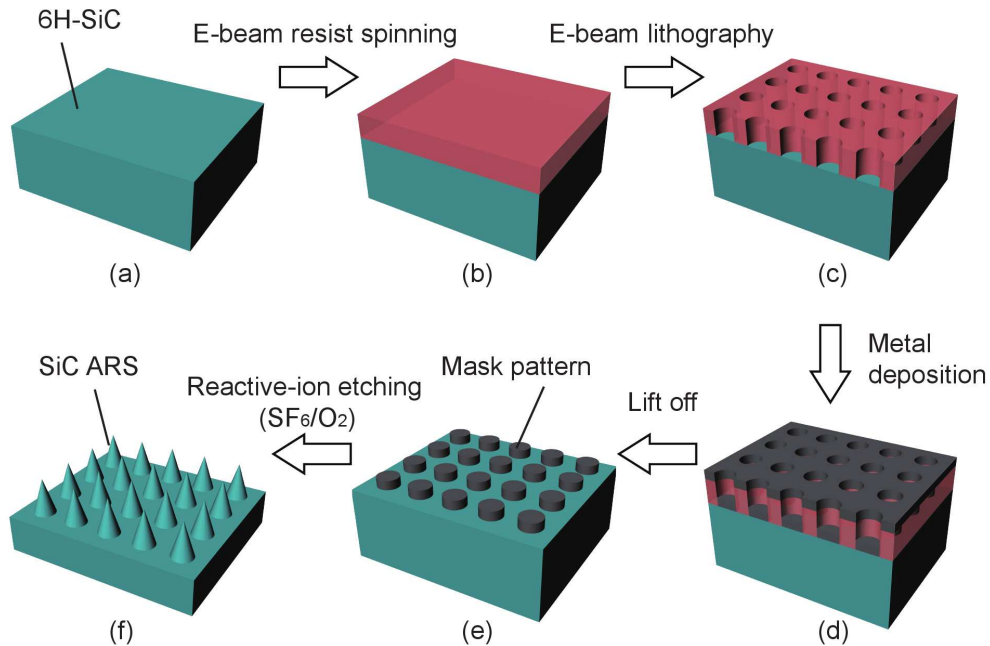 6H-SiC
E-beam resist spinning
E-beam lithography
(a)
(b)
(c)
Metal
deposition
SiC ARS
Reactive-ion etching
(SF₆/O₂)
Mask pattern
Lift off
(f)
(e)
(d)